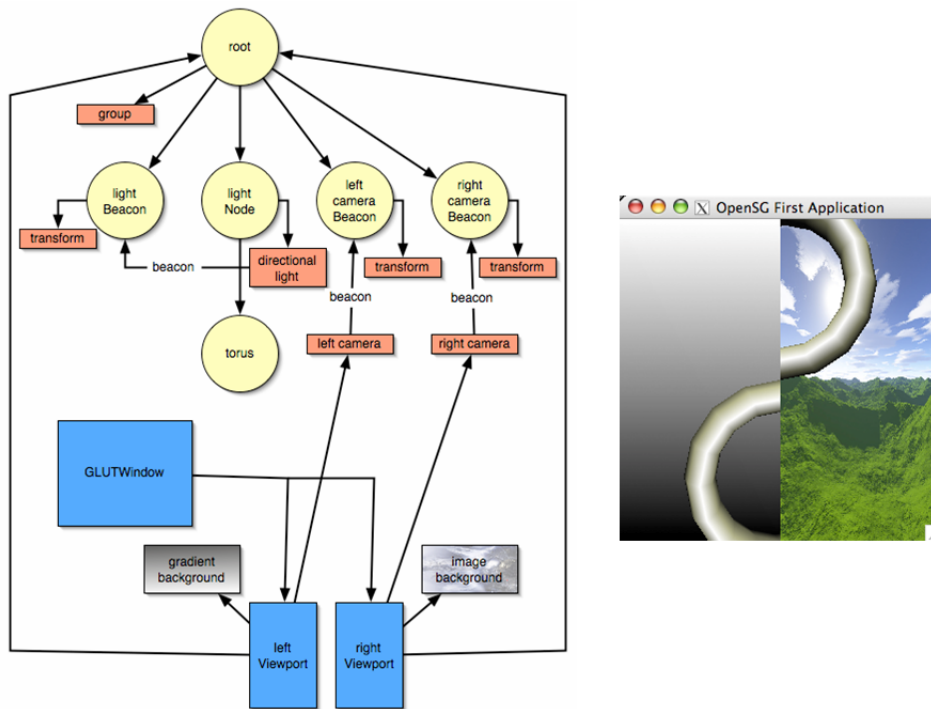 root
group
light
Beacon
light
Node
left
camera
Beacon
right
camera
Beacon
transform
beacon
directional
light
transform
transform
beacon
beacon
left camera
right camera
torus
GLUTWindow
gradient
background
image
background
left
Viewport
right
Viewport
X OpenSG First Application